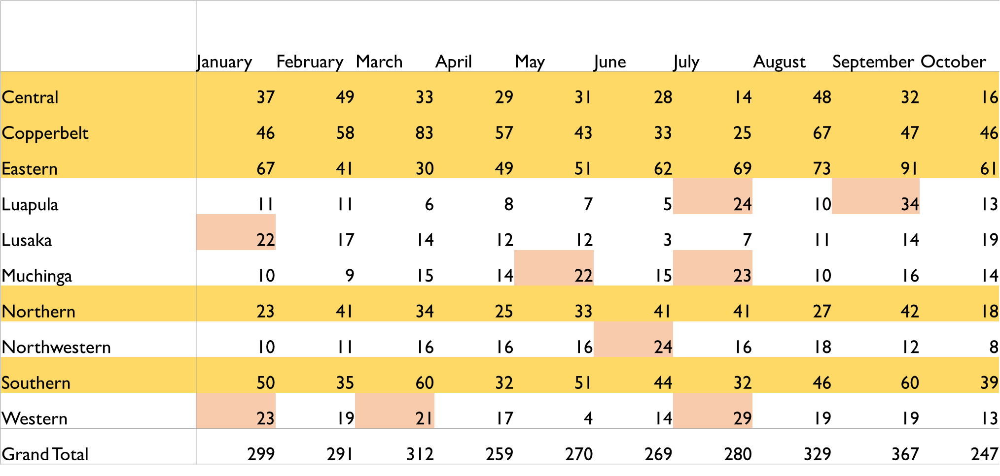 January February March April May June July August September October
Central 37 49 33 29 31 28 14 48 32 16
Copperbelt 46 58 83 57 43 33 25 67 47 46
Eastern 67 41 30 49 51 62 69 73 91 61
Luapula 11 11 6 8 7 5 24 10 34 13
Lusaka 22 17 14 12 12 3 7 11 14 19
Muchinga 10 9 15 14 22 15 23 10 16 14
Northern 23 41 34 25 33 41 41 27 42 18
Northwestern 10 11 16 16 16 24 16 18 12 8
Southern 50 35 60 32 51 44 32 46 60 39
Western 23 19 21 17 4 14 29 19 19 13
Grand Total 299 291 312 259 270 269 280 329 367 247